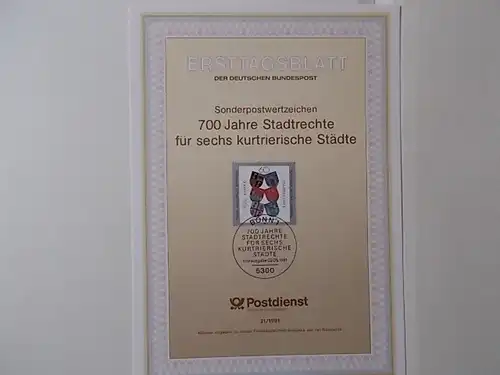 ERSTTAGSBLATT
DER DEUTSCHEN BUNDESPOST
Sonderpostwertzeichen
700 Jahre Stadtrechte
für sechs kurtrierische Städte
60
BONN 1
700 JAHRE
STADTRECHTE
FÜR SECHS
KURTRIERISCHE
STÄDTE
5300
Postdienst
21/1991